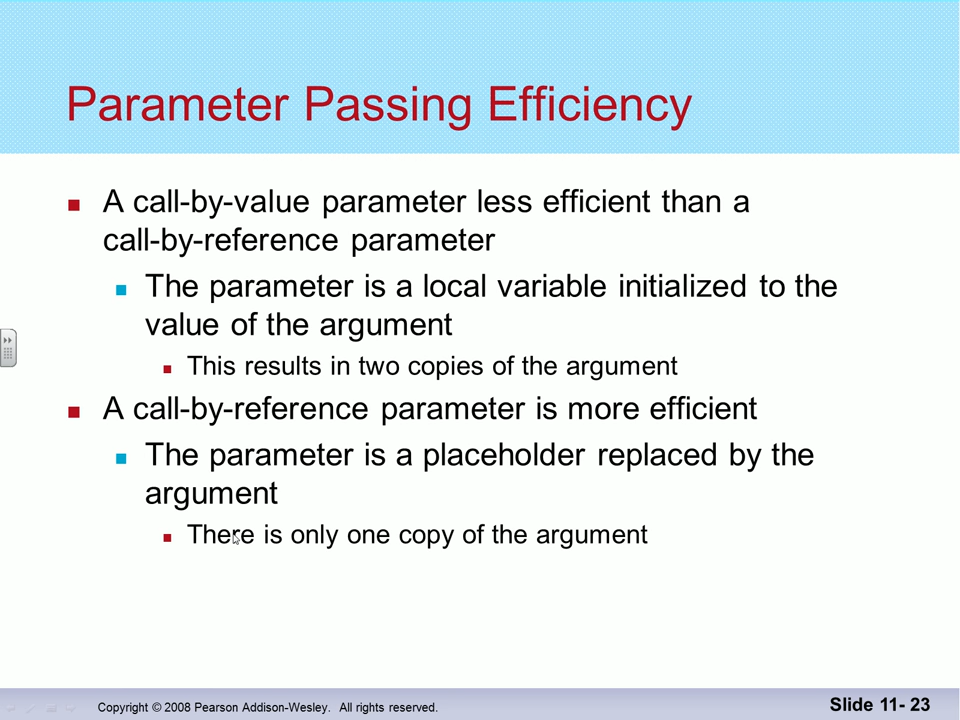 Parameter Passing Efficiency
A call-by-value parameter less efficient than a
call-by-reference parameter
The parameter is a local variable initialized to the
value of the argument
This results in two copies of the argument
A call-by-reference parameter is more efficient
The parameter is a placeholder replaced by the
argument
There is only one copy of the argument
Copyright © 2008 Pearson Addison-Wesley. All rights reserved.
Slide 11- 23